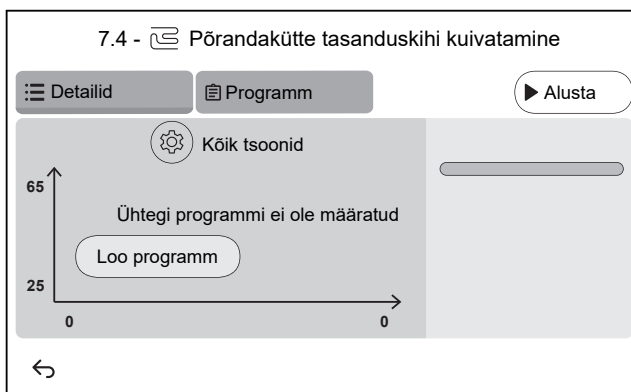 7.4 - Põrandakütte tasanduskihi kuivatamine
Detailid
Programm
Alusta
Kõik tsoonid
65
Ühtegi programmi ei ole määratud
Loo programm
25
0
0